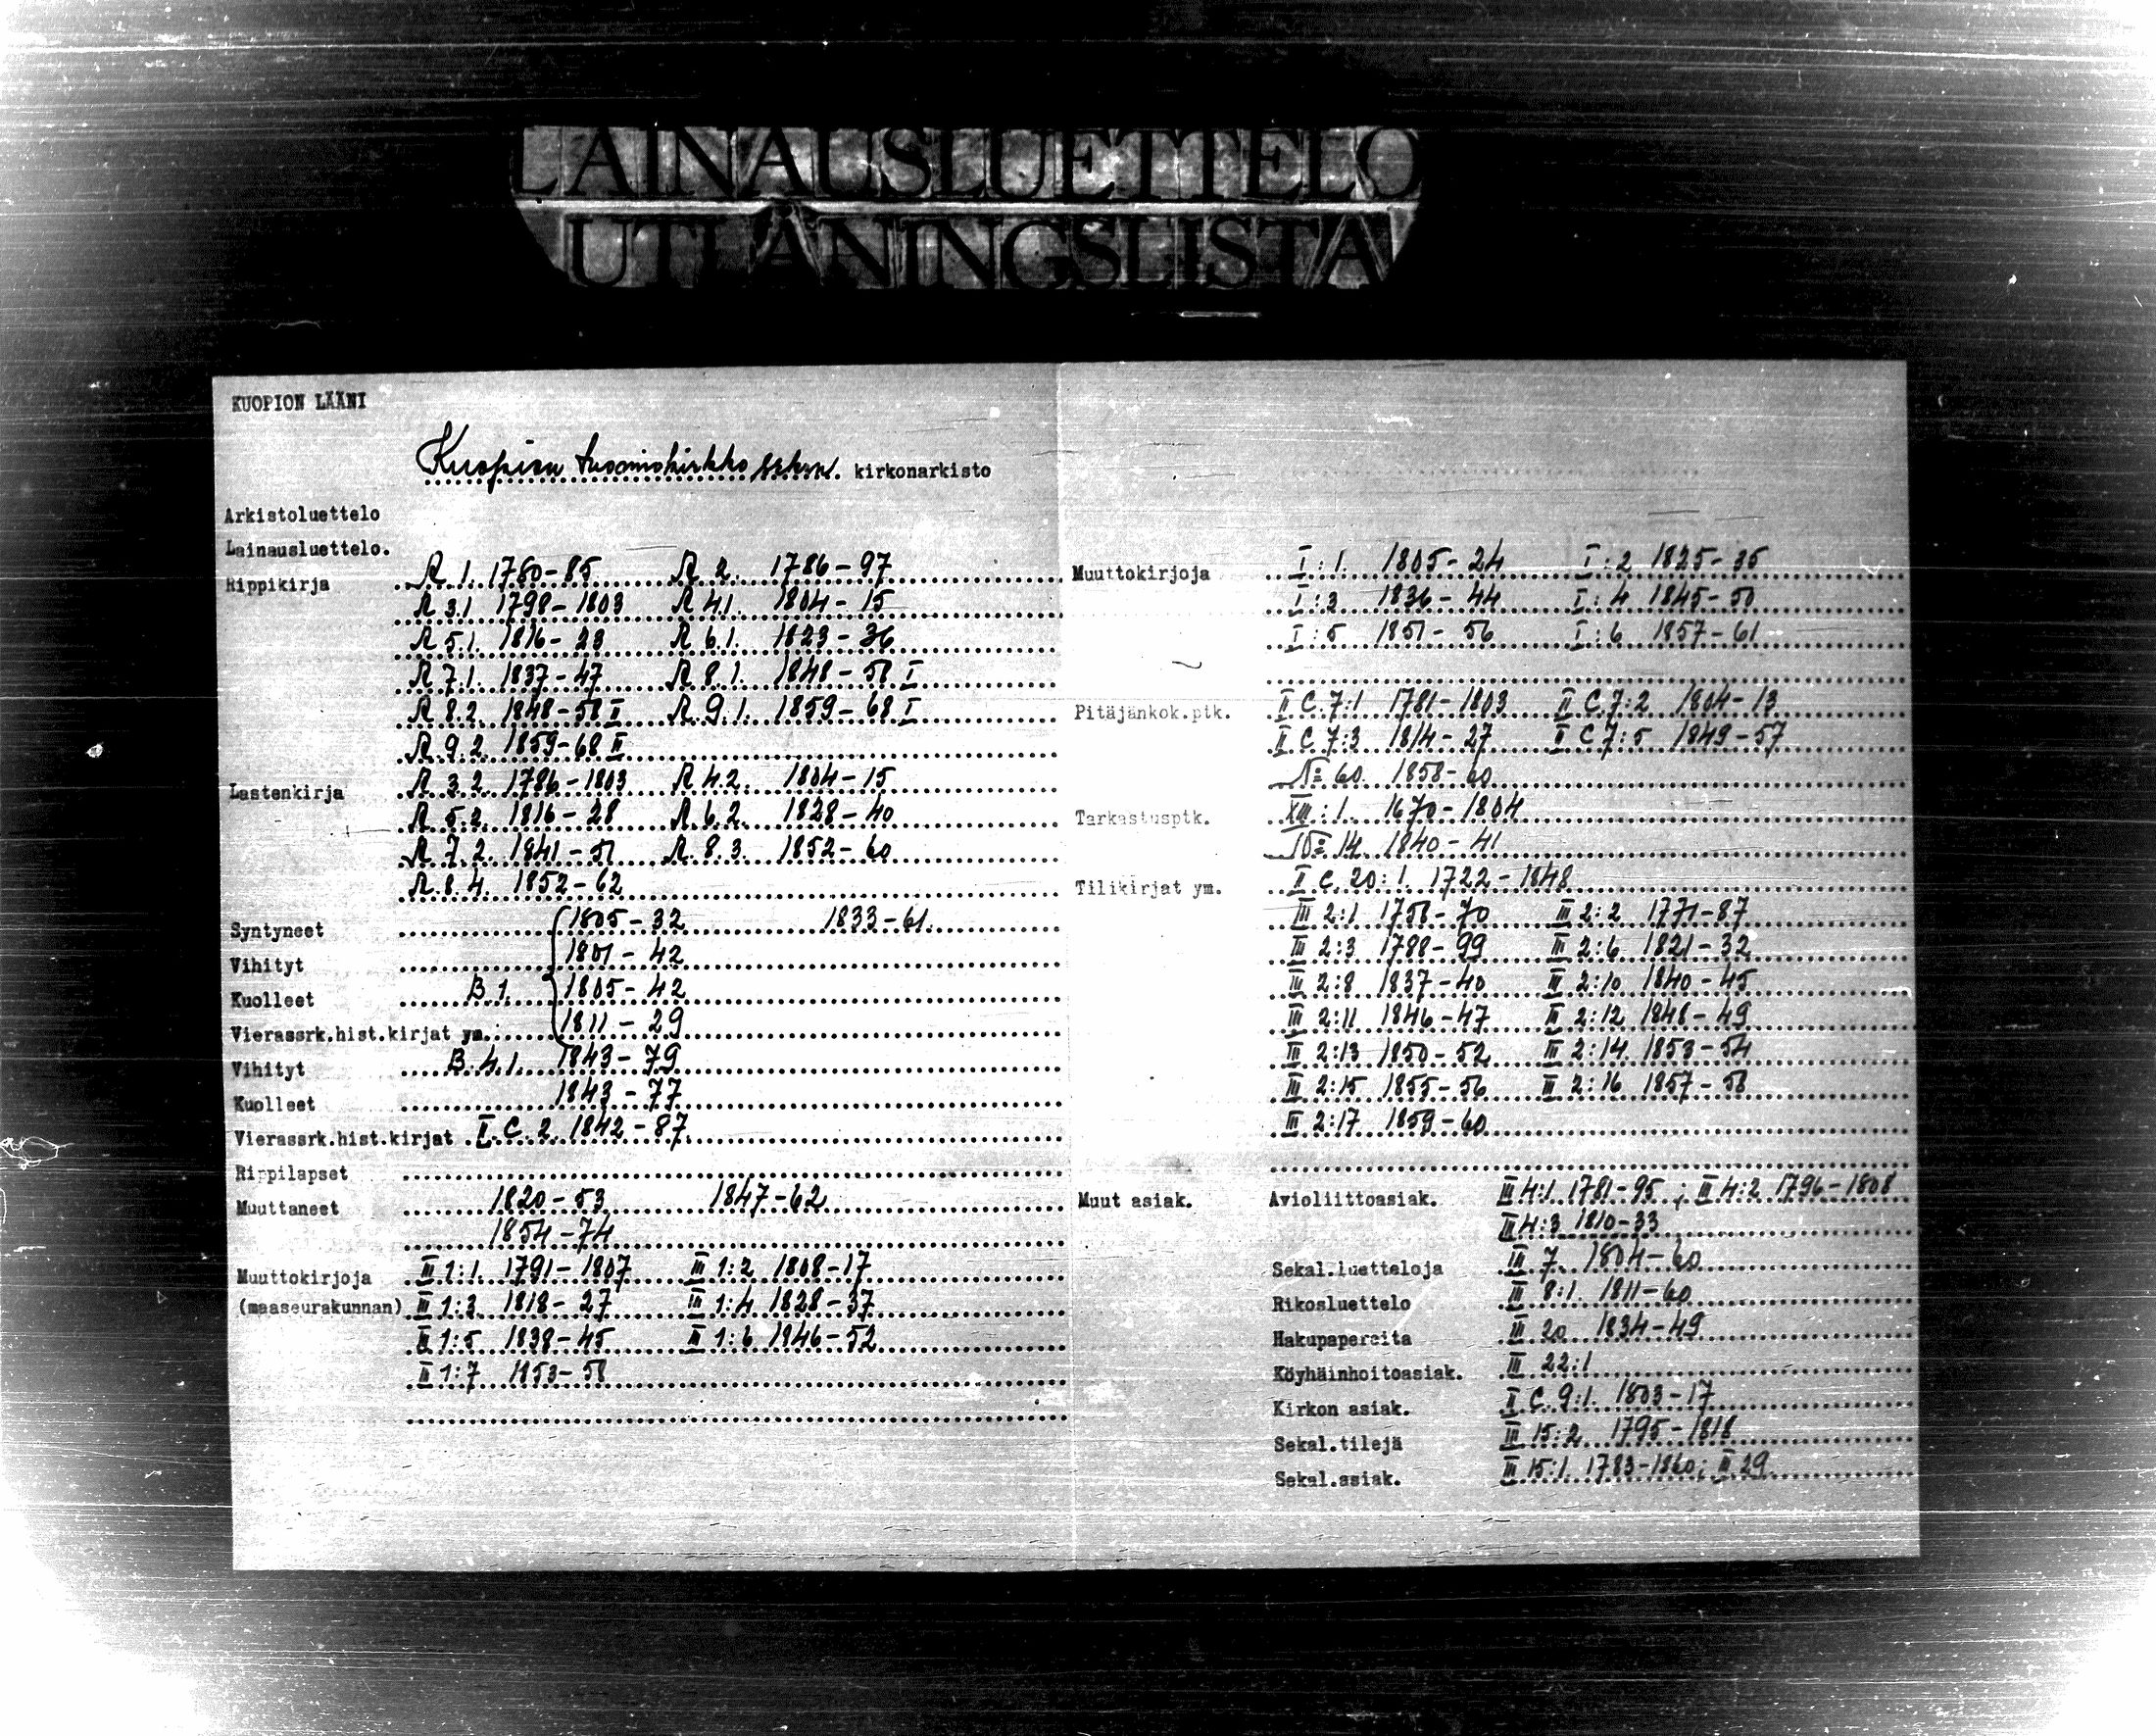 LAINAUSLUETTELO
UTLÅNINGSLISTA
KUOPION LÄÄNI
Kuopion tuomiokirkko kirkonarkisto
Arkistoluettelo
Lainausluettelo.
Rippikirja R 1. 1780-85 R 2. 1786-97
R 3.1 1798-1803 R 4.1. 1804-15
R 5.1. 1816-23 R 6.1. 1823-36
R 7.1. 1837-47 R 8.1. 1848-58 I
R 8.2. 1848-58 I R 9.1. 1859-68 I
R 9.2. 1859-68 II
Lastenkirja R 3.2. 1786-1803 R 4.2. 1804-15
R 5.2. 1816-28 R 6.2. 1828-40
R 7.2. 1841-51 R 8.3. 1852-60
R 8.4. 1852-62
Syntyneet 1805-32 1833-61.
Vihityt 1801-42
Kuolleet B 1 1805-42
Vierassrk.hist.kirjat ym. 1811-29
Vihityt B.4.1. 1843-79
Kuolleet 1843-77
Vierassrk.hist.kirjat I C 2 1842-87
Rippilapset
Muuttaneet 1820-53 1847-62
1854-74
Muuttokirjoja III 1:1. 1791-1807 III 1:2 1808-17
(maaseurakunnan) III 1:3 1818-27 III 1:4 1828-37
III 1:5 1838-45 III 1:6 1846-52
III 1:7 1853-58
Muuttokirjoja I:1. 1805-24 I:2 1825-35
I:3 1836-44 I:4 1845-50
I:5 1851-56 I:6 1857-61
Pitäjänkok.ptk. II C 7:1 1781-1803 II C 7:2 1804-13
II C 7:3 1814-27 II C 7:5 1849-57
No 60. 1858-60
Tarkastusptk. XIII:1. 1670-1804
No 14. 1840-41
Tilikirjat ym. I C 20:1. 1722-1848
III 2:1 1758-70 III 2:2 1771-87
III 2:3 1788-99 III 2:6 1821-32
III 2:8 1837-40 III 2:10 1840-45
III 2:11 1846-47 III 2:12 1848-49
III 2:13 1850-52 III 2:14 1853-54
III 2:15 1855-56 III 2:16 1857-58
III 2:17 1859-60
Muut asiak. Avioliittoasiak. III 4:1 1781-95; III 4:2 1796-1808
III 4:3 1810-33
Sekal.luetteloja III 7 1804-60
Rikosluettelo III 8:1. 1811-60
Hakupapereita III 20 1834-49
Köyhäinhoitoasiak. III 22:1
Kirkon asiak. II C 9:1. 1803-17
Sekal.tilejä III 15:2 1795-1818
Sekal.asiak. III 15:1. 1783-1860; III 29